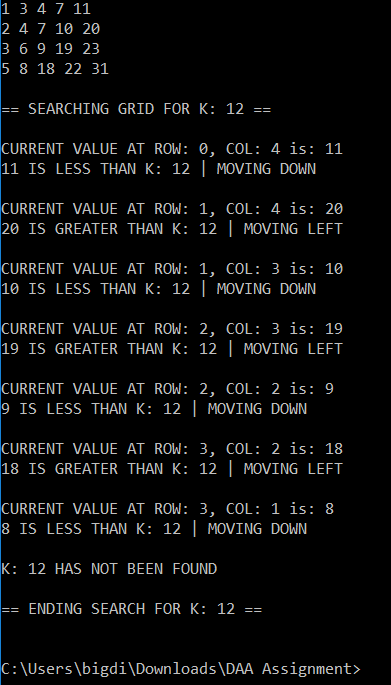 1 3 4 7 11
2 4 7 10 20
3 6 9 19 23
5 8 18 22 31
== SEARCHING GRID FOR K: 12 ==
CURRENT VALUE AT ROW: 0, COL: 4 is: 11
11 IS LESS THAN K: 12 | MOVING DOWN
CURRENT VALUE AT ROW: 1, COL: 4 is: 20
20 IS GREATER THAN K: 12 | MOVING LEFT
CURRENT VALUE AT ROW: 1, COL: 3 is: 10
10 IS LESS THAN K: 12 | MOVING DOWN
CURRENT VALUE AT ROW: 2, COL: 3 is: 19
19 IS GREATER THAN K: 12 | MOVING LEFT
CURRENT VALUE AT ROW: 2, COL: 2 is: 9
9 IS LESS THAN K: 12 | MOVING DOWN
CURRENT VALUE AT ROW: 3, COL: 2 is: 18
18 IS GREATER THAN K: 12 | MOVING LEFT
CURRENT VALUE AT ROW: 3, COL: 1 is: 8
8 IS LESS THAN K: 12 | MOVING DOWN
K: 12 HAS NOT BEEN FOUND
== ENDING SEARCH FOR K: 12 ==
C:\Users\bigdi\Downloads\DAA Assignment>